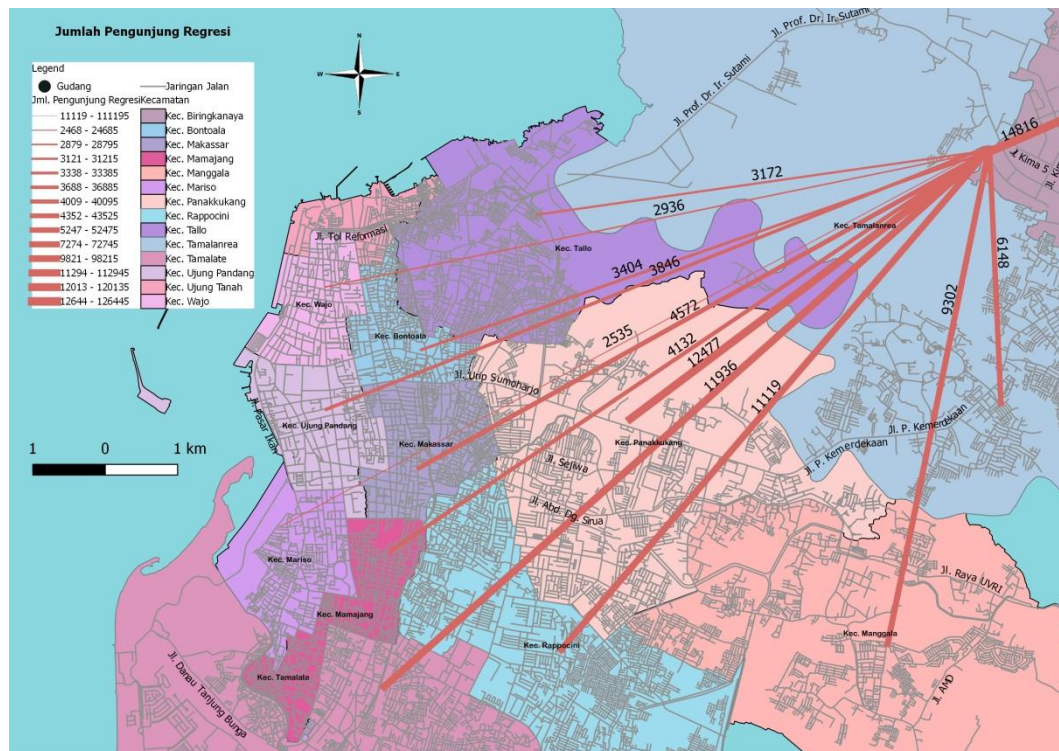 Jumlah Pengunjung Regresi
Legend
Gudang
Jml. Pengunjung Regresi
11119 - 111195
2468 - 24685
2879 - 28795
3121 - 31215
3338 - 33385
3688 - 36885
4009 - 40095
4352 - 43525
5247 - 52475
7274 - 72745
9821 - 98215
11294 - 112945
12013 - 120135
12644 - 126445
Jaringan Jalan
Kecamatan
Kec. Biringkanaya
Kec. Bontoala
Kec. Makassar
Kec. Mamajang
Kec. Manggala
Kec. Mariso
Kec. Panakkukang
Kec. Rappocini
Kec. Tallo
Kec. Tamalanrea
Kec. Tamalate
Kec. Ujung Pandang
Kec. Ujung Tanah
Kec. Wajo
N
W
E
S
Jl. Prof. Dr. Ir. Sutami
Jl. Prof. Dr. Ir. Sutami
14816
Jl Kima 5
3172
2936
Kec. Tamalanrea
Jl. Tol Reformasi
Kec. Tallo
6148
3404
3846
9302
Kec. Wajo
4572
2535
Kec. Bontoala
4132
12477
11936
11119
Jl. Urip Sumoharjo
Jl. Pasar Ikan
Kec. Ujung Pandang
Kec. Makassar
Kec. Panakkukang
Jl. P. Kemerdekaan
Jl. P. Kemerdekaan
1 0 1 km
Jl. Sejiwa
Jl. Abd. Dg. Sirua
Kec. Mariso
Jl. Raya UVRI
Kec. Mamajang
Kec. Rappocini
Kec. Manggala
Kec. Tamalate
Jl. Danau Tanjung Bunga
Jl. AMD